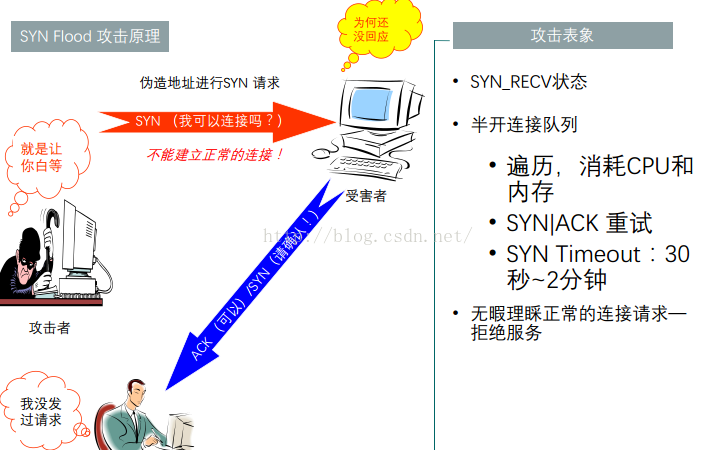 SYN Flood 攻击原理
为何还
没回应
伪造地址进行SYN 请求
SYN （我可以连接吗？）
就是让
你白等
不能建立正常的连接！
受害者
http://blog.csdn.net/
ACK（可以）/SYN（请确认！）
攻击者
我没发
过请求
攻击表象
• SYN_RECV状态
• 半开连接队列
• 遍历，消耗CPU和
内存
• SYN|ACK 重试
• SYN Timeout：30
秒~2分钟
• 无暇理睬正常的连接请求—
拒绝服务